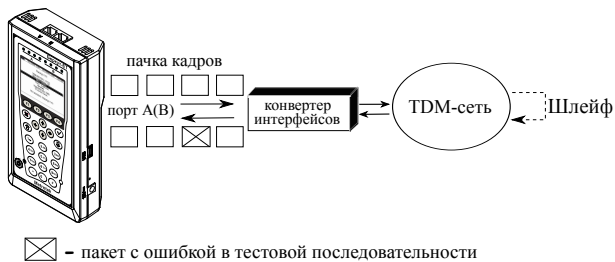 пачка кадров
порт А(В)
конвертер
интерфейсов
TDM-сеть
Шлейф
– пакет с ошибкой в тестовой последовательности